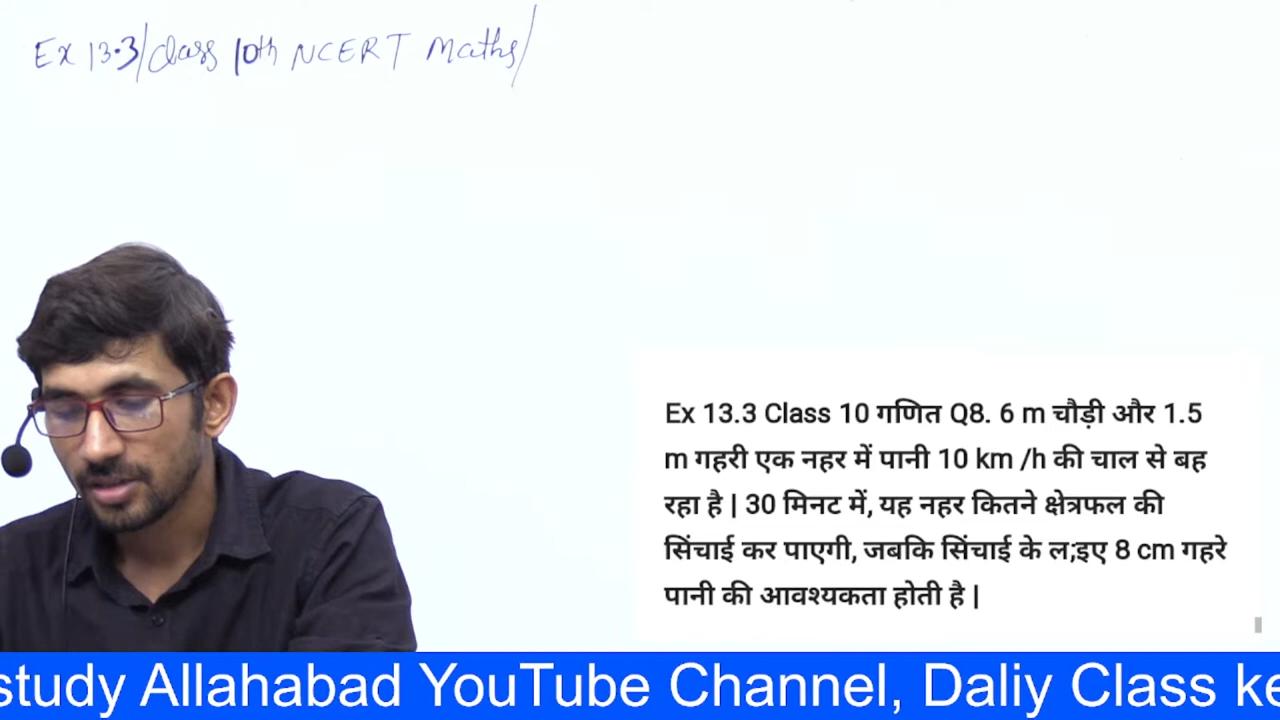 Ex 13.3/class 10th NCERT Maths/
Ex 13.3 Class 10 गणित Q8. 6 m चौड़ी और 1.5
m गहरी एक नहर में पानी 10 km /h की चाल से बह
रहा है | 30 मिनट में, यह नहर कितने क्षेत्रफल की
सिंचाई कर पाएगी, जबकि सिंचाई के ल;इए 8 cm गहरे
पानी की आवश्यकता होती है |
study Allahabad YouTube Channel, Daliy Class ke